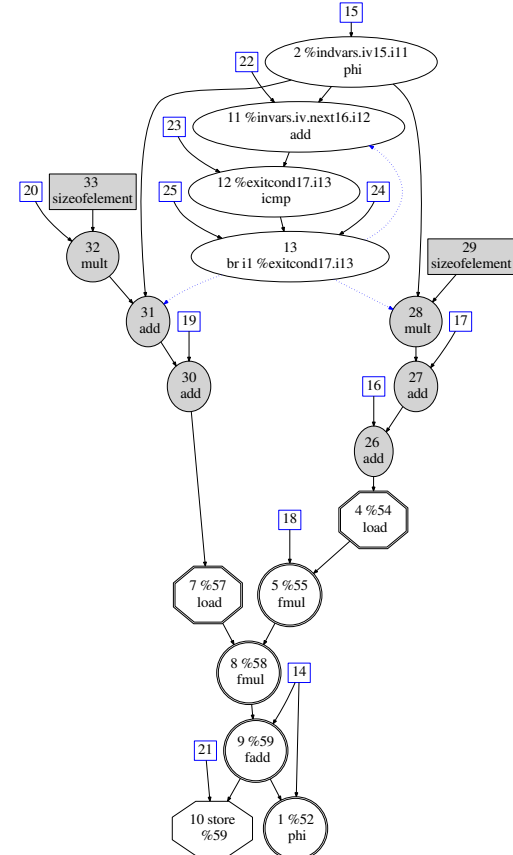 15
2 %indvars.iv15.i11
phi
22
11 %invars.iv.next16.i12
add
23
12 %exitcond17.i13
icmp
33
sizeofelement
20
25
24
32
mult
13
br i1 %exitcond17.i13
29
sizeofelement
31
add
19
28
mult
17
30
add
16
27
add
26
add
4 %54
load
18
7 %57
load
5 %55
fmul
8 %58
fmul
14
9 %59
fadd
21
10 store
%59
1 %52
phi